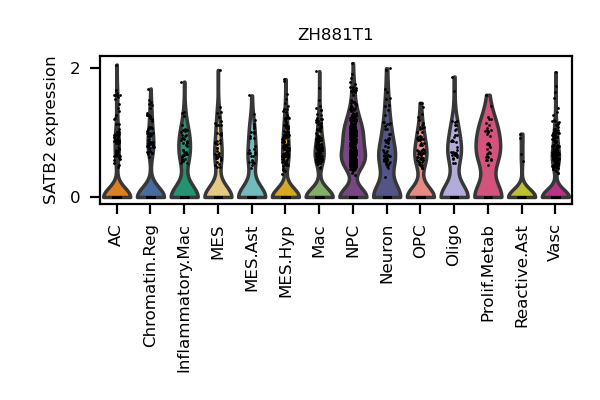 ZH881T1
SATB2 expression
2
0
AC
Chromatin.Reg
Inflammatory.Mac
MES
MES.Ast
MES.Hyp
Mac
NPC
Neuron
OPC
Oligo
Prolif.Metab
Reactive.Ast
Vasc